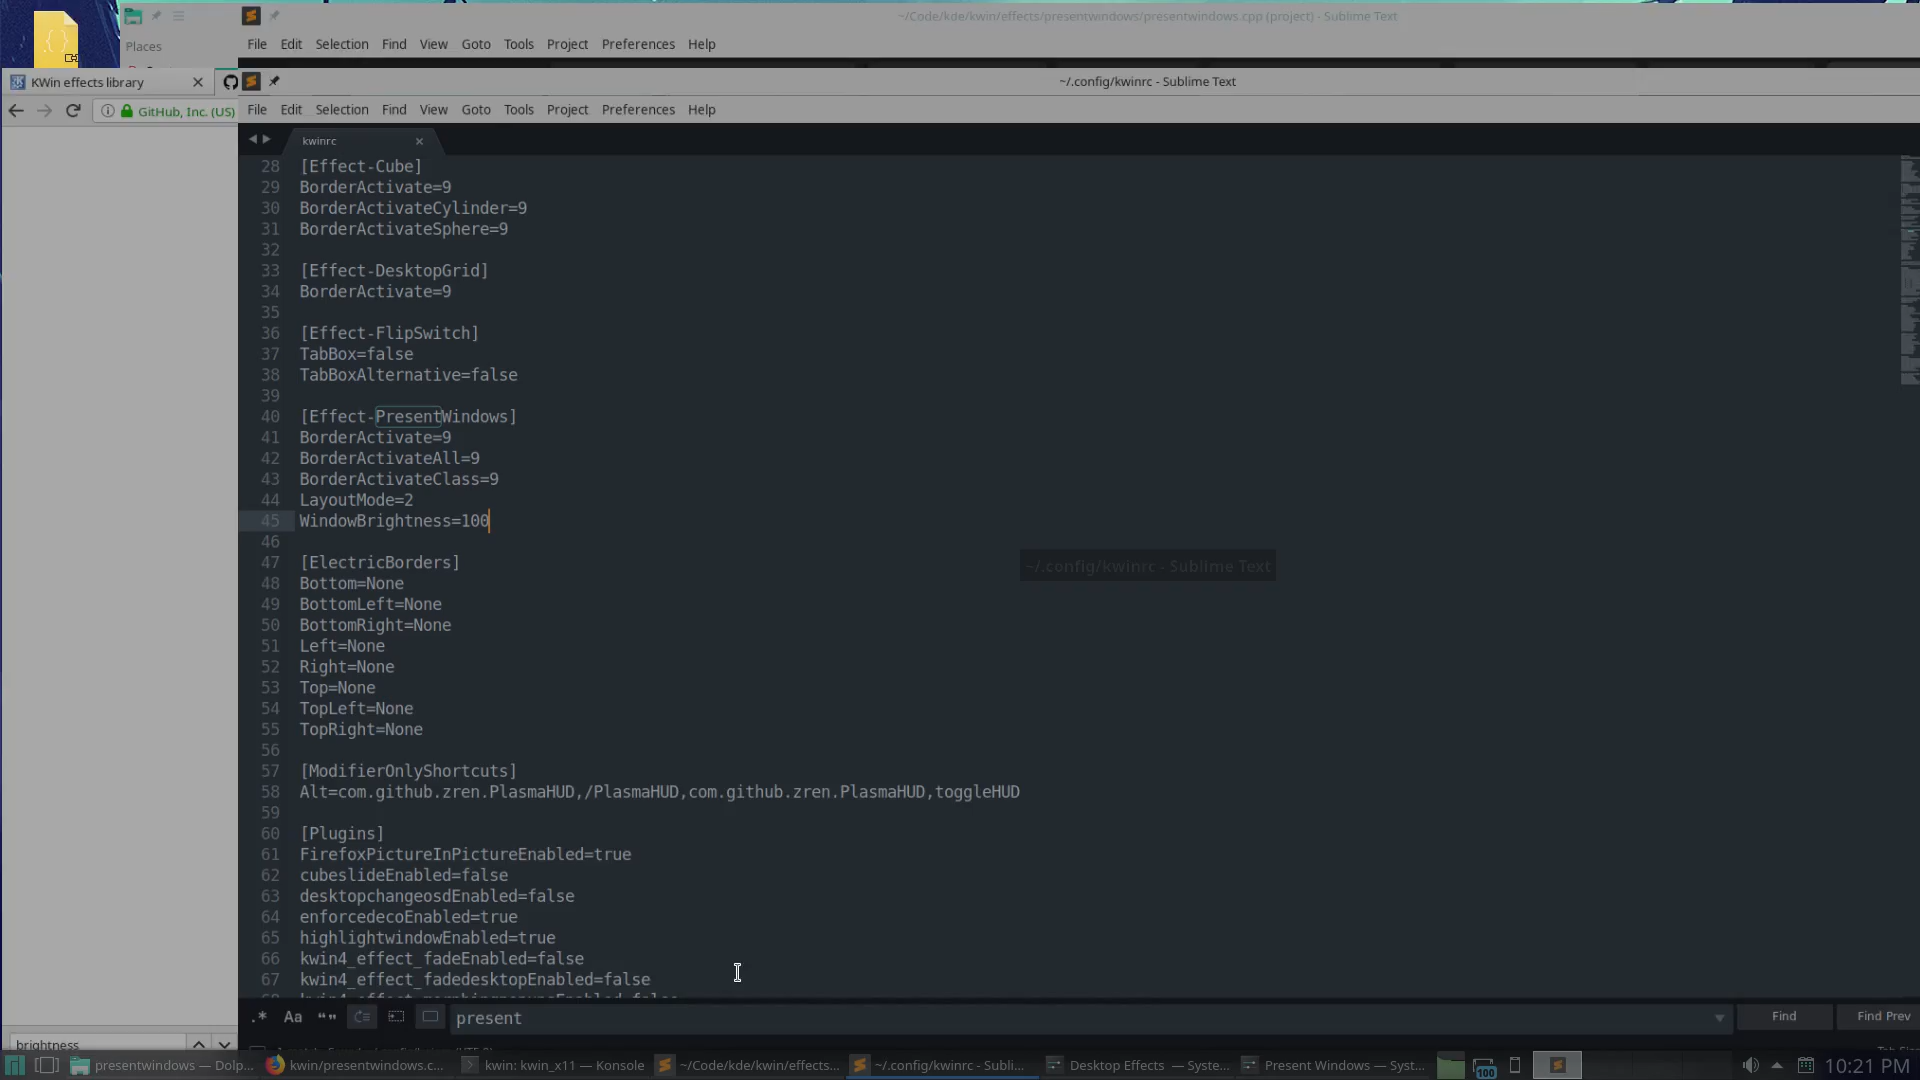 ~/Code/kde/kwin/effects/presentwindows/presentwindows.cpp (project) - Sublime Text
Places
File Edit Selection Find View Goto Tools Project Preferences Help
KWin effects library
~/.config/kwinrc - Sublime Text
GitHub, Inc. (US)
File Edit Selection Find View Goto Tools Project Preferences Help
kwinrc
28 [Effect-Cube]
29 BorderActivate=9
30 BorderActivateCylinder=9
31 BorderActivateSphere=9
32
33 [Effect-DesktopGrid]
34 BorderActivate=9
35
36 [Effect-FlipSwitch]
37 TabBox=false
38 TabBoxAlternative=false
39
40 [Effect-PresentWindows]
41 BorderActivate=9
42 BorderActivateAll=9
43 BorderActivateClass=9
44 LayoutMode=2
45 WindowBrightness=100
46
47 [ElectricBorders]
48 Bottom=None
~/.config/kwinrc - Sublime Text
49 BottomLeft=None
50 BottomRight=None
51 Left=None
52 Right=None
53 Top=None
54 TopLeft=None
55 TopRight=None
56
57 [ModifierOnlyShortcuts]
58 Alt=com.github.zren.PlasmaHUD,/PlasmaHUD,com.github.zren.PlasmaHUD,toggleHUD
59
60 [Plugins]
61 FirefoxPictureInPictureEnabled=true
62 cubeslideEnabled=false
63 desktopchangeosdEnabled=false
64 enforcedecoEnabled=true
65 highlightwindowEnabled=true
66 kwin4_effect_fadeEnabled=false
67 kwin4_effect_fadedesktopEnabled=false
.* Aa “” present Find Find Prev
brightness
presentwindows — Dolp... kwin/presentwindows.c... kwin: kwin_x11 — Konsole ~/Code/kde/kwin/effects... ~/.config/kwinrc - Subli... Desktop Effects — Syste... Present Windows — Syst... 100 10:21 PM